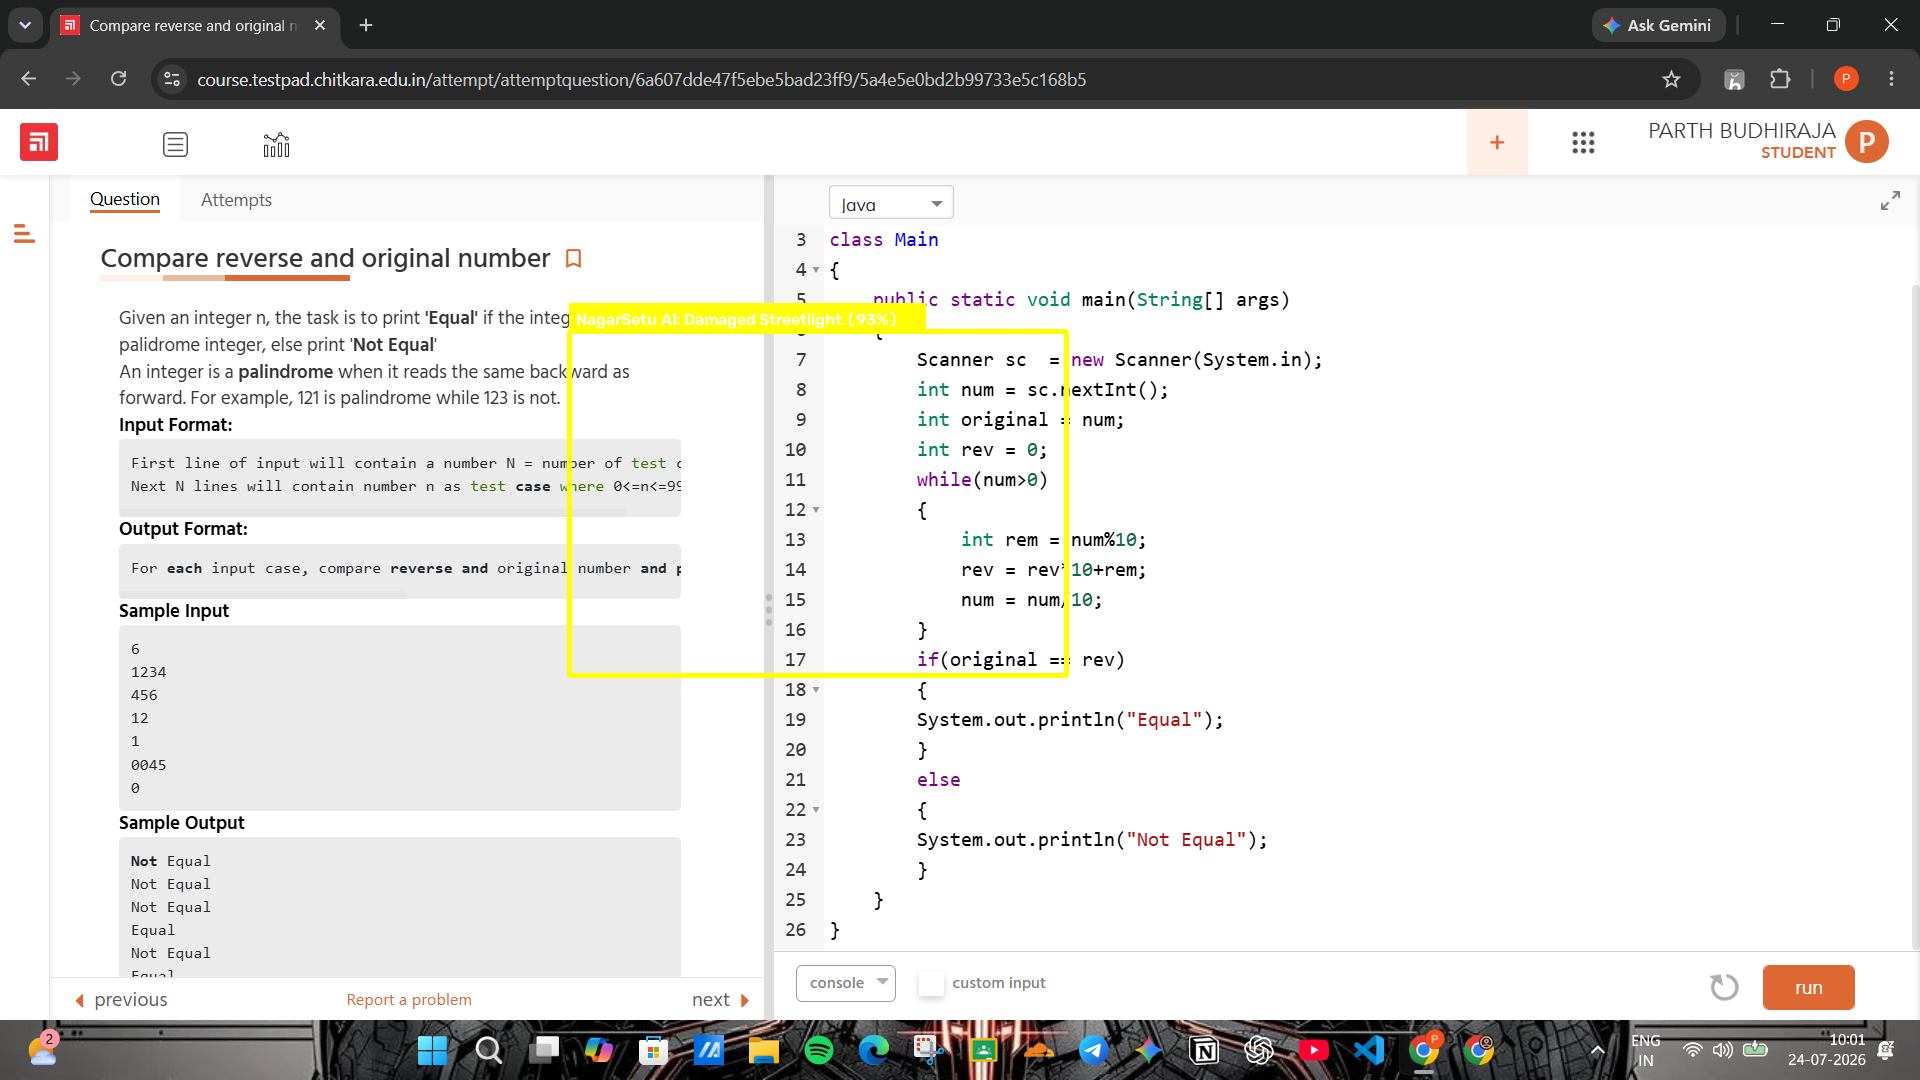 Compare reverse and original n
Ask Gemini
course.testpad.chitkara.edu.in/attempt/attemptquestion/6a607dde47f5ebe5bad23ff9/5a4e5e0bd2b99733e5c168b5
P
PARTH BUDHIRAJA
STUDENT
P
Question
Attempts
Compare reverse and original number
Given an integer n, the task is to print 'Equal' if the integ
palidrome integer, else print 'Not Equal'
An integer is a palindrome when it reads the same backward as
forward. For example, 121 is palindrome while 123 is not.
Input Format:
First line of input will contain a number N = number of test c
Next N lines will contain number n as test case where 0<=n<=99
Output Format:
For each input case, compare reverse and original number and p
Sample Input
6
1234
456
12
1
0045
0
Sample Output
Not Equal
Not Equal
Not Equal
Equal
Not Equal
Equal
previous
Report a problem
next
NagarSetu AI: Damaged Streetlight (93%)
Java
3 class Main
4 {
5 public static void main(String[] args)
{
7 Scanner sc  = new Scanner(System.in);
8 int num = sc.nextInt();
9 int original = num;
10 int rev = 0;
11 while(num>0)
12 {
13 int rem = num%10;
14 rev = rev*10+rem;
15 num = num/10;
16 }
17 if(original == rev)
18 {
19 System.out.println("Equal");
20 }
21 else
22 {
23 System.out.println("Not Equal");
24 }
25 }
26 }
console
custom input
run
2
P
ENG
IN
10:01
24-07-2026